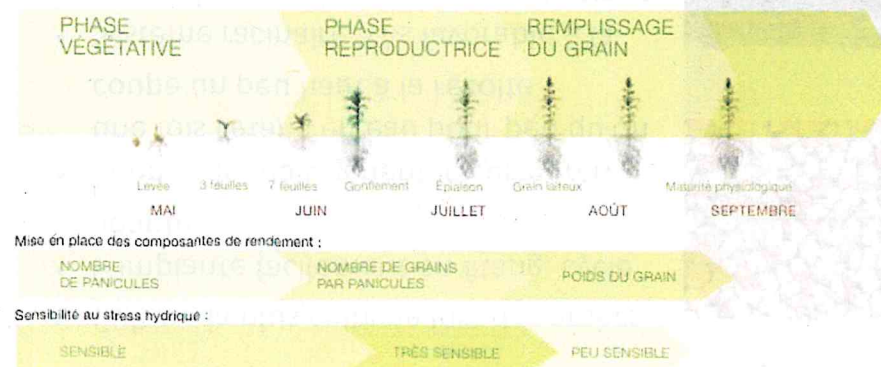 PHASE
VÉGÉTATIVE
PHASE
REPRODUCTRICE
REMPLISSAGE
DU GRAIN
Levée
3 feuilles
7 feuilles
Gonflement
Épiaison
Grain laiteux
Maturité physiologique
MAI
JUIN
JUILLET
AOÛT
SEPTEMBRE
Mise en place des composantes de rendement :
NOMBRE
DE PANICULES
NOMBRE DE GRAINS
PAR PANICULES
POIDS DU GRAIN
Sensibilité au stress hydrique :
SENSIBLE
TRÈS SENSIBLE
PEU SENSIBLE